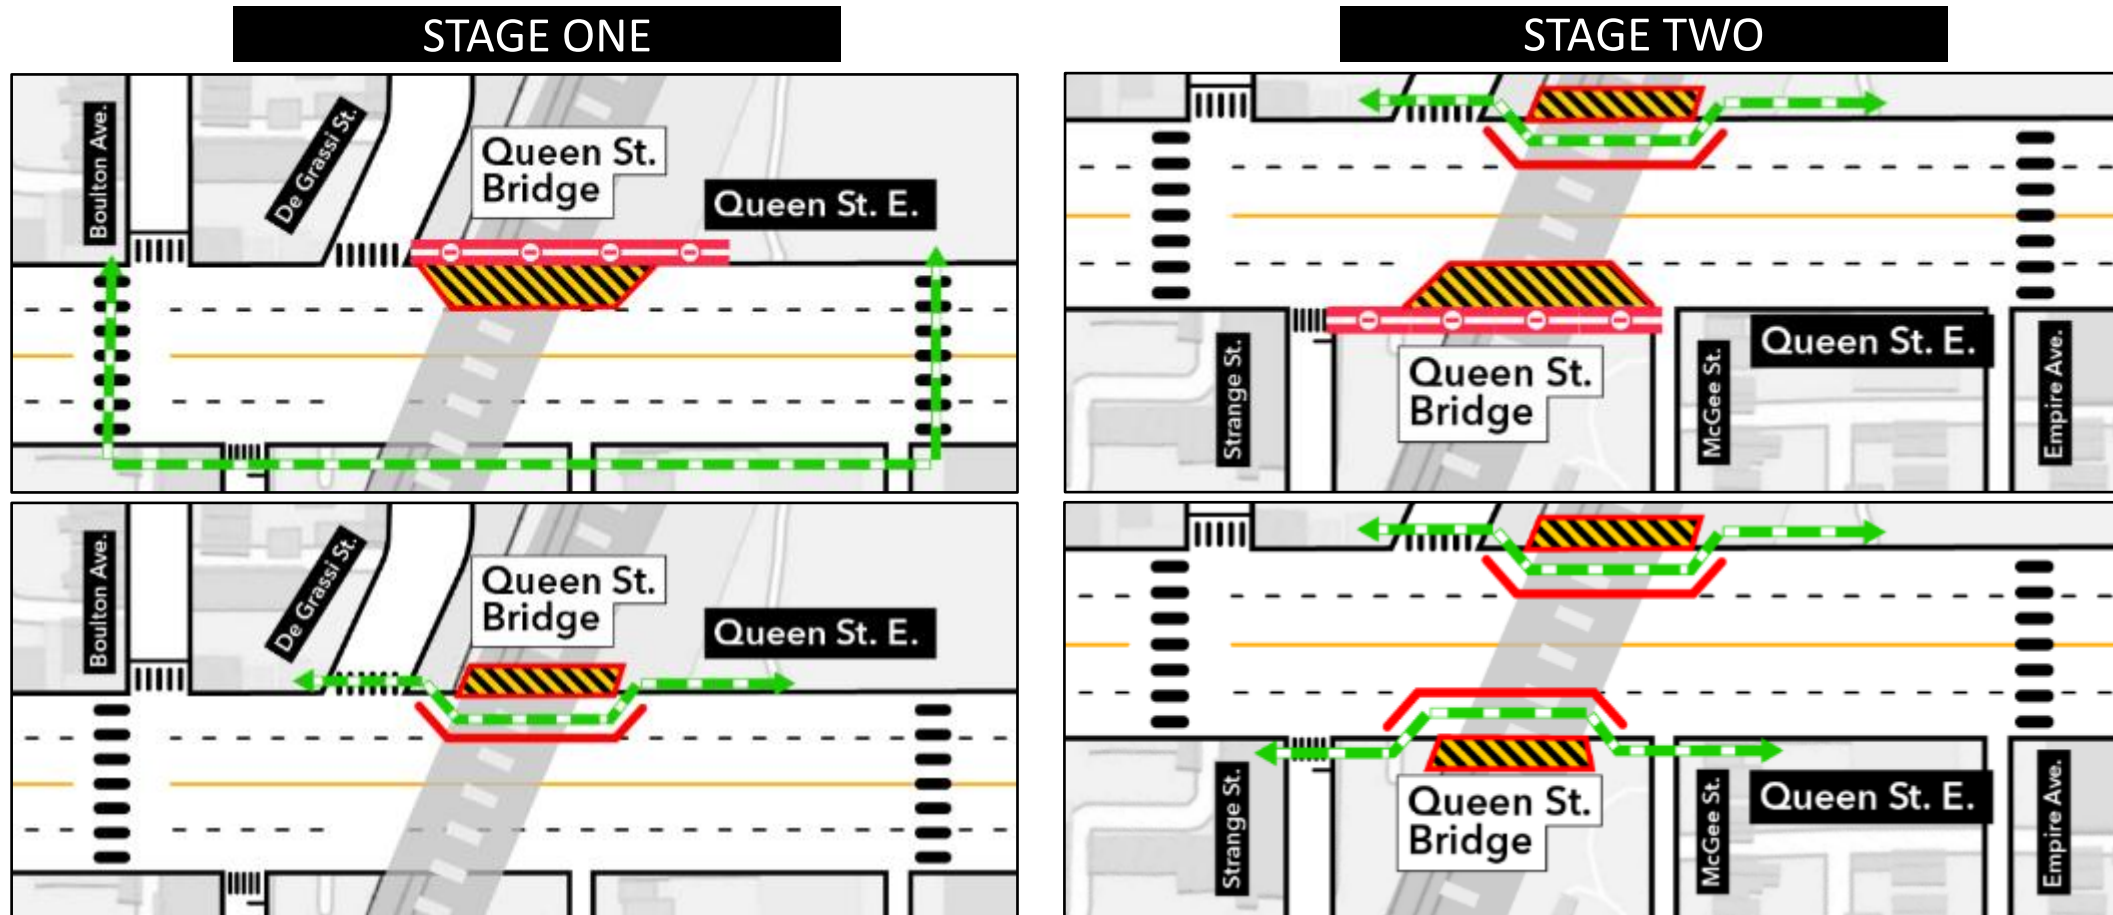 STAGE ONE
Boulton Ave.
De Grassi St.
Queen St.
Bridge
Queen St. E.
Boulton Ave.
De Grassi St.
Queen St.
Bridge
Queen St. E.
STAGE TWO
Strange St.
Queen St.
Bridge
McGee St.
Queen St. E.
Empire Ave.
Strange St.
Queen St.
Bridge
McGee St.
Queen St. E.
Empire Ave.